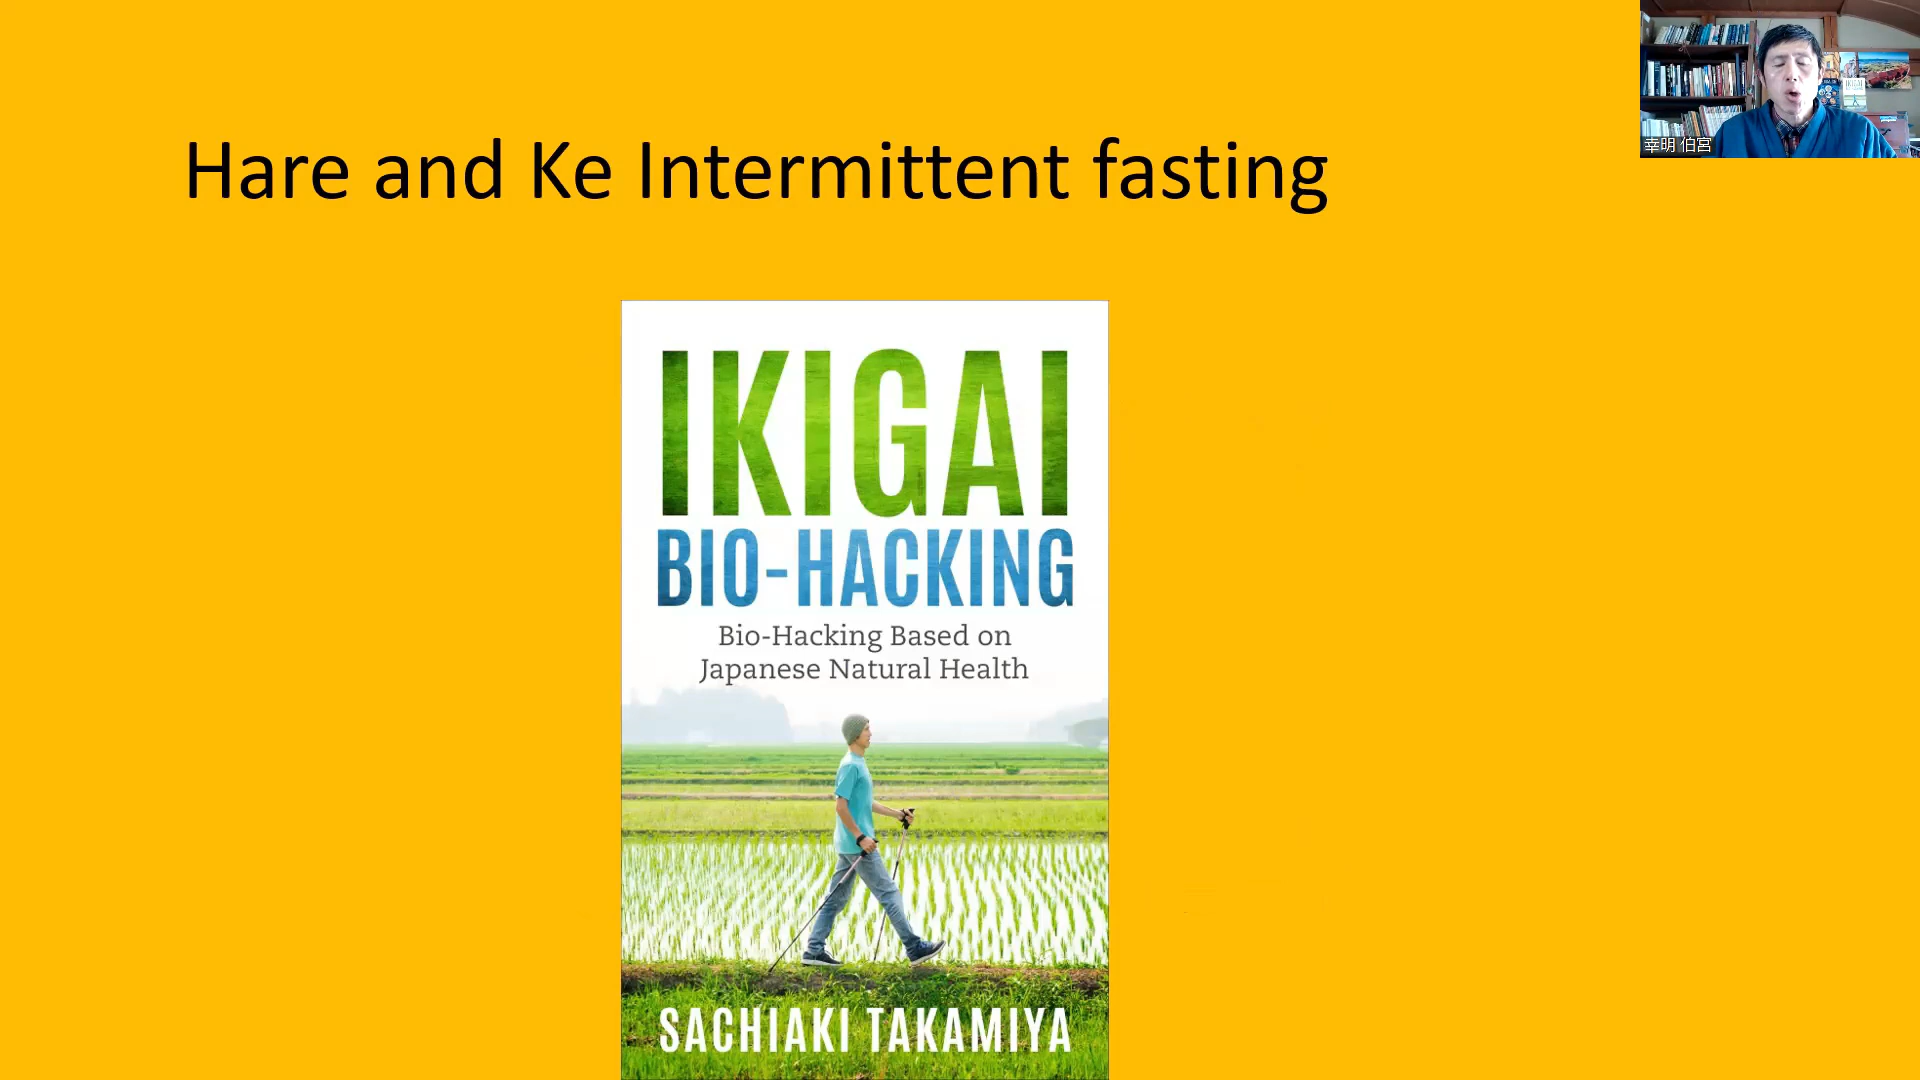 Hare and Ke Intermittent fasting
幸明 伯宮
IKIGAI
IKIGAI
BIO-HACKING
Bio-Hacking Based on
Japanese Natural Health
SACHIAKI TAKAMIYA